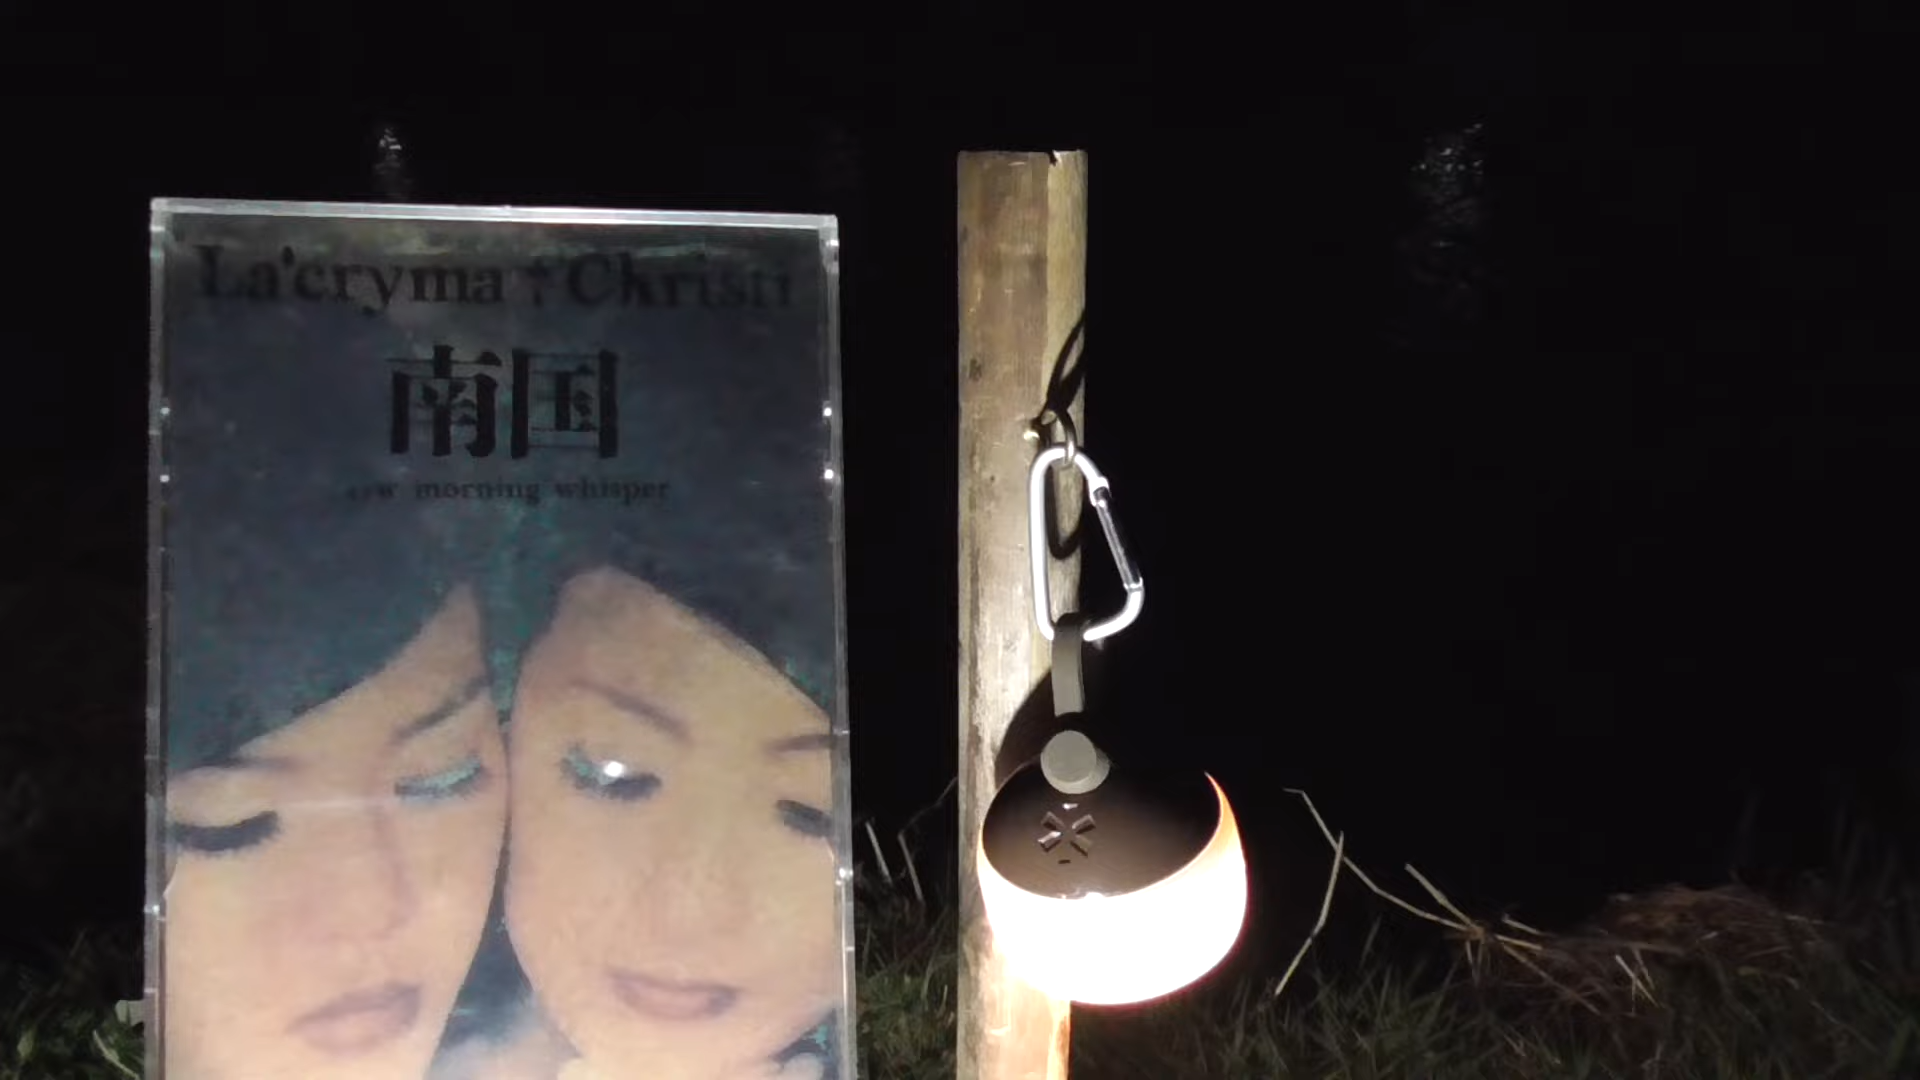 La'cryma † Christi
南国
c/w morning whisper